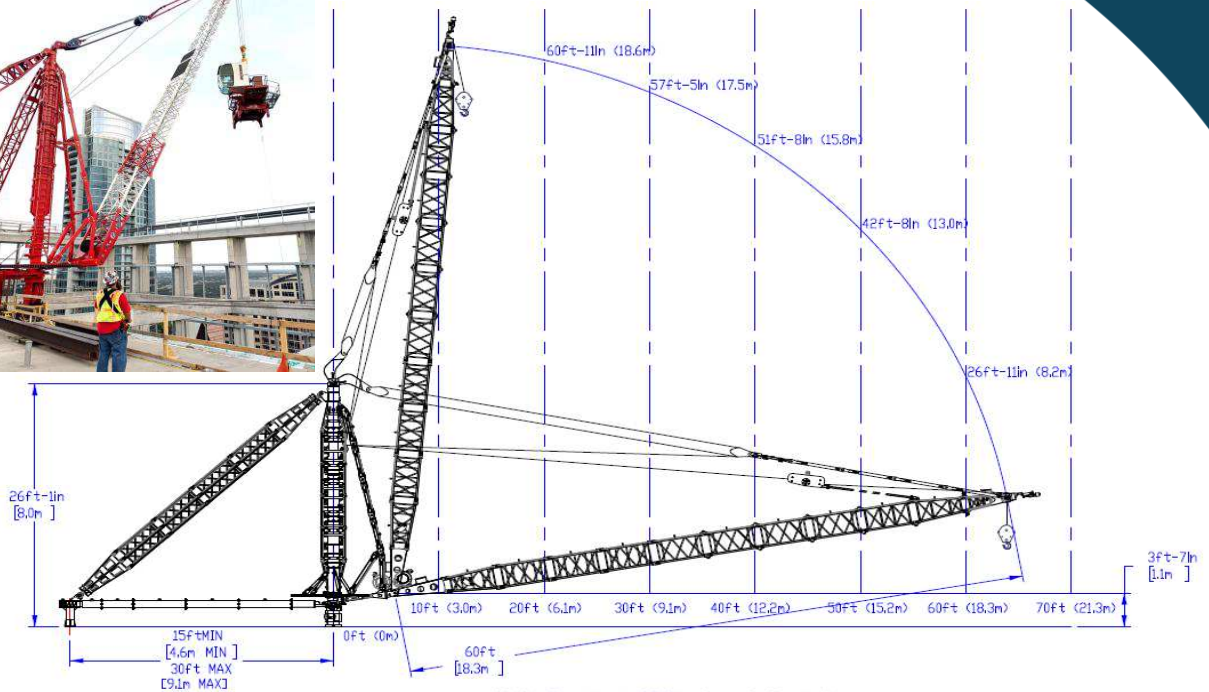 60ft-11in (18.6m)
57ft-5in (17.5m)
51ft-8in (15.8m)
42ft-8in (13.0m)
26ft-11in (8.2m)
26ft-1in
[8.0m ]
3ft-7in
[1.1m ]
10ft (3.0m) 20ft (6.1m) 30ft (9.1m) 40ft (12.2m) 50ft (15.2m) 60ft (18.3m) 70ft (21.3m)
0ft (0m)
15ftMIN
[4.6m MIN ]
30ft MAX
[9.1m MAX]
60ft
[18.3m ]